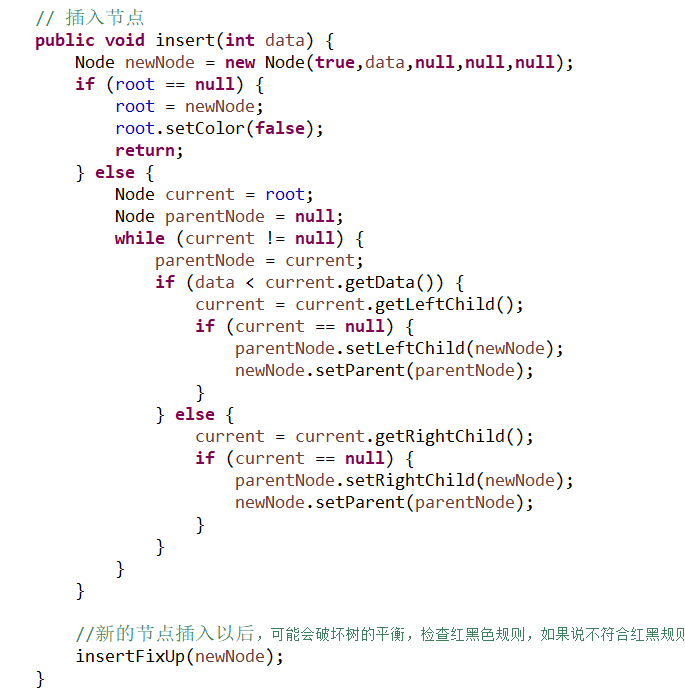 // 插入节点
public void insert(int data) {
Node newNode = new Node(true,data,null,null,null);
if (root == null) {
root = newNode;
root.setColor(false);
return;
} else {
Node current = root;
Node parentNode = null;
while (current != null) {
parentNode = current;
if (data < current.getData()) {
current = current.getLeftChild();
if (current == null) {
parentNode.setLeftChild(newNode);
newNode.setParent(parentNode);
}
} else {
current = current.getRightChild();
if (current == null) {
parentNode.setRightChild(newNode);
newNode.setParent(parentNode);
}
}
}
}
//新的节点插入以后，可能会破坏树的平衡，检查红黑色规则，如果说不符合红黑规则
insertFixUp(newNode);
}